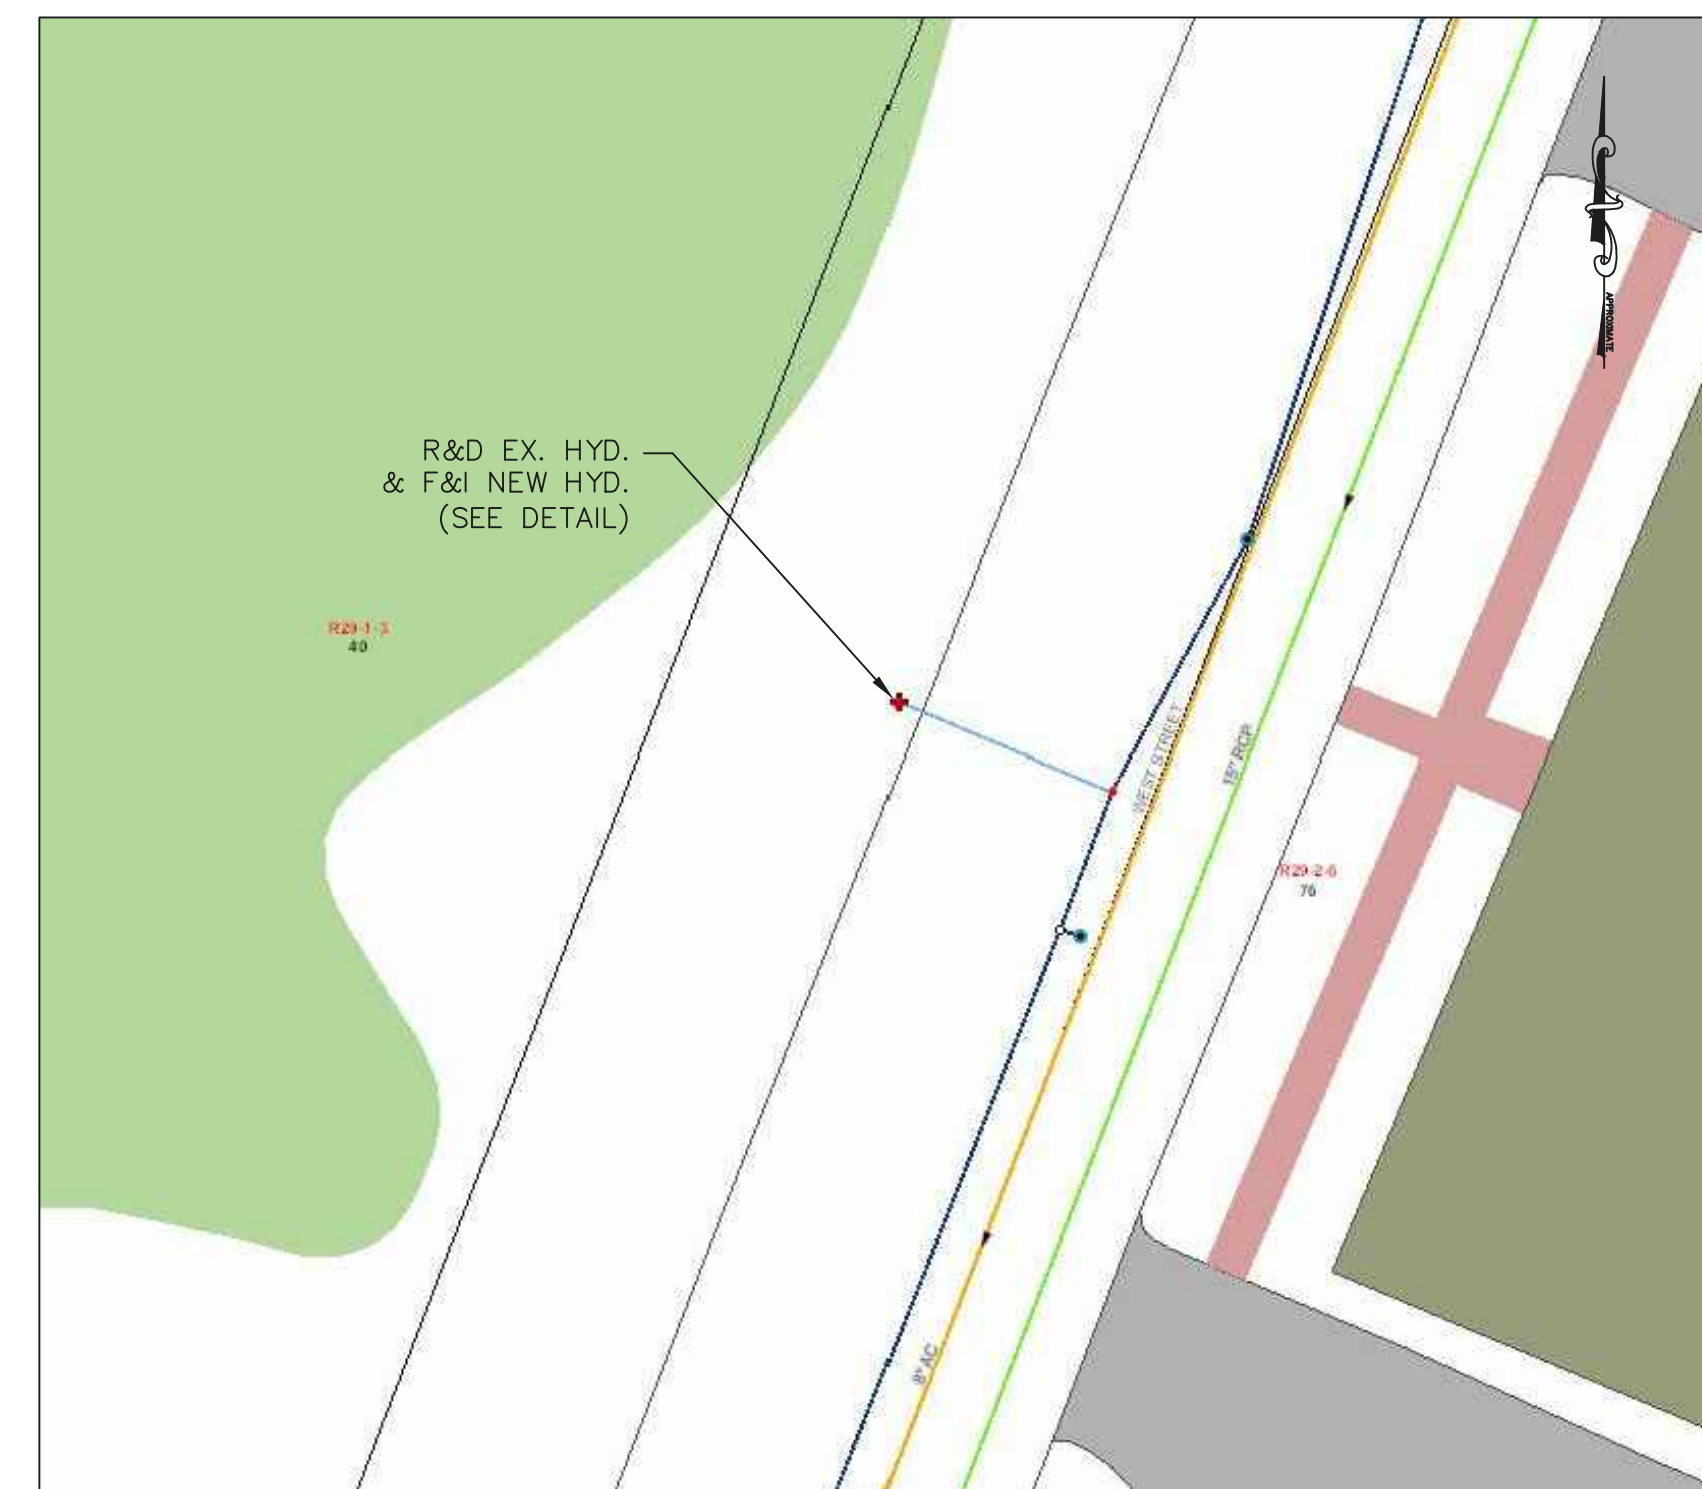 APPROXIMATE
R&D EX. HYD.
& F&I NEW HYD.
(SEE DETAIL)
R29-1-3
40
WEST STREET
15" RCP
R29-2-6
76
8" AC